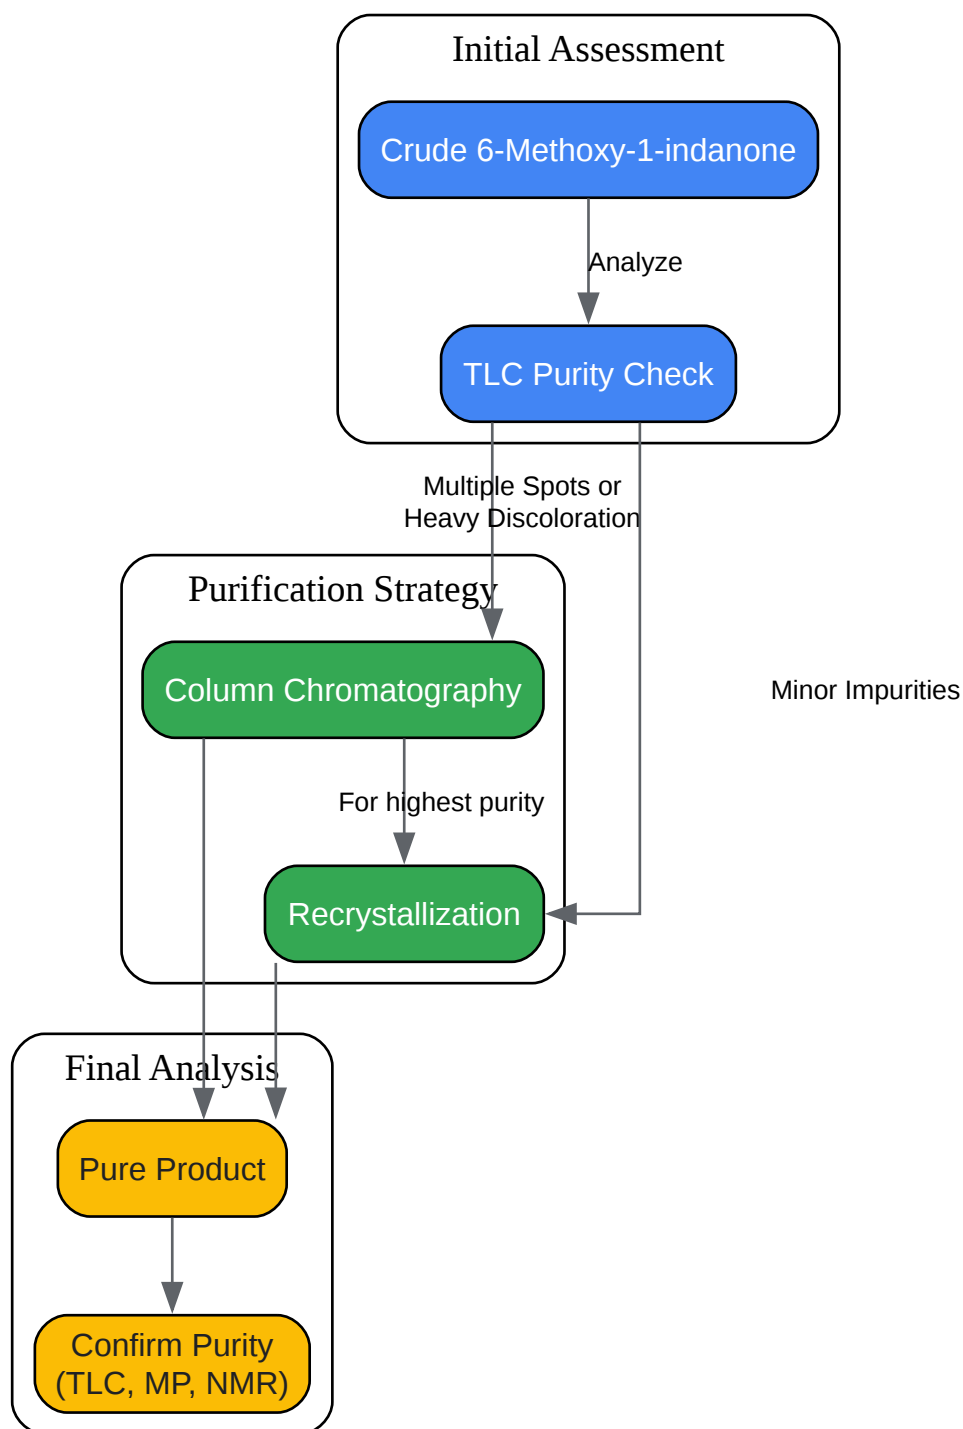 Initial Assessment
Crude 6-Methoxy-1-indanone
Analyze
TLC Purity Check
Multiple Spots or
Heavy Discoloration
Purification Strategy
Column Chromatography
Minor Impurities
For highest purity
Recrystallization
Final Analysis
Pure Product
Confirm Purity
(TLC, MP, NMR)